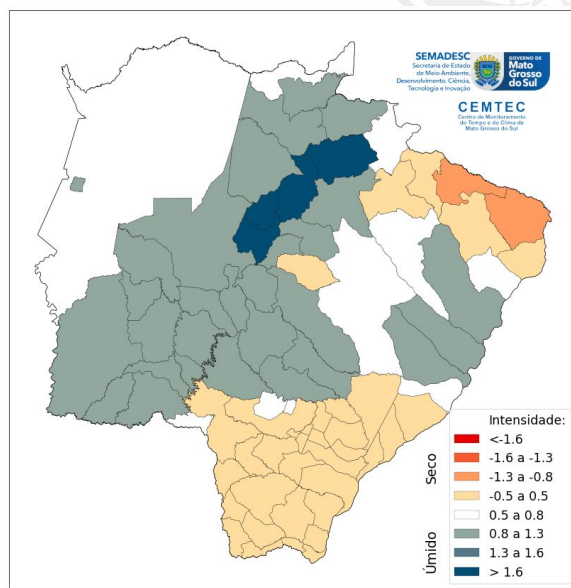 SEMADESC
Secretaria de Estado
de Meio Ambiente,
Desenvolvimento, Ciência,
Tecnologia e Inovação
GOVERNO DE
Mato
Grosso
do Sul
CEMTEC
Centro de Monitoramento
do Tempo e do Clima de
Mato Grosso do Sul
Intensidade:
Seco
<-1.6
-1.6 a -1.3
-1.3 a -0.8
-0.5 a 0.5
0.5 a 0.8
Úmido
0.8 a 1.3
1.3 a 1.6
> 1.6